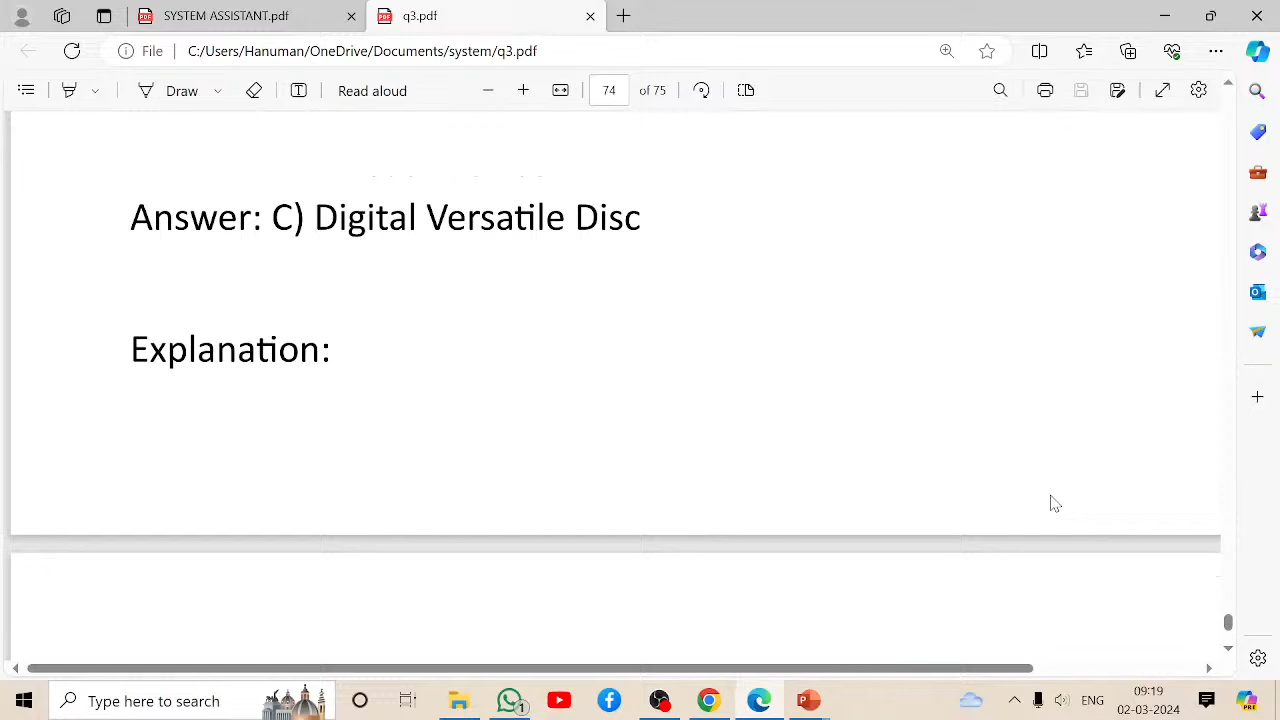 SYSTEM ASSISTANT.pdf
q3.pdf
File
C:/Users/Hanuman/OneDrive/Documents/system/q3.pdf
Draw
Read aloud
74
of 75
Answer: C) Digital Versatile Disc
Explanation:
Type here to search
1
ENG
09:19
02-03-2024